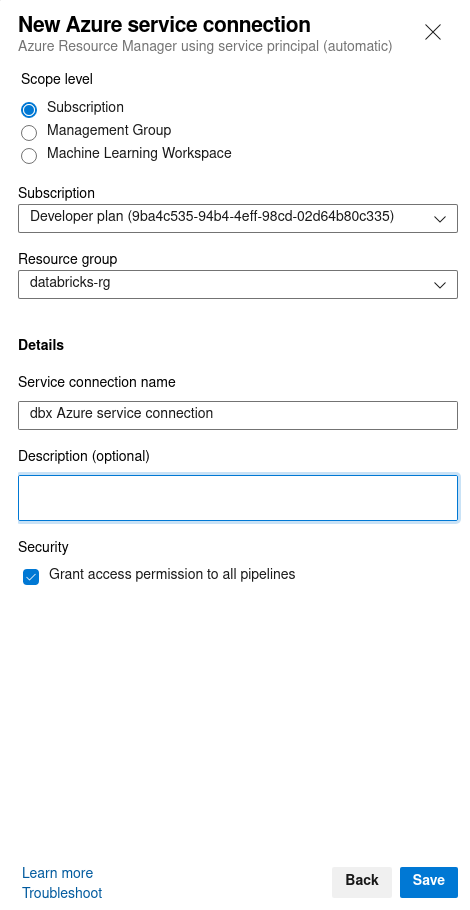 New Azure service connection
Azure Resource Manager using service principal (automatic)
Scope level
Subscription
Management Group
Machine Learning Workspace
Subscription
Developer plan (9ba4c535-94b4-4eff-98cd-02d64b80c335)
Resource group
databricks-rg
Details
Service connection name
dbx Azure service connection
Description (optional)
Security
Grant access permission to all pipelines
Learn more
Troubleshoot
Back
Save